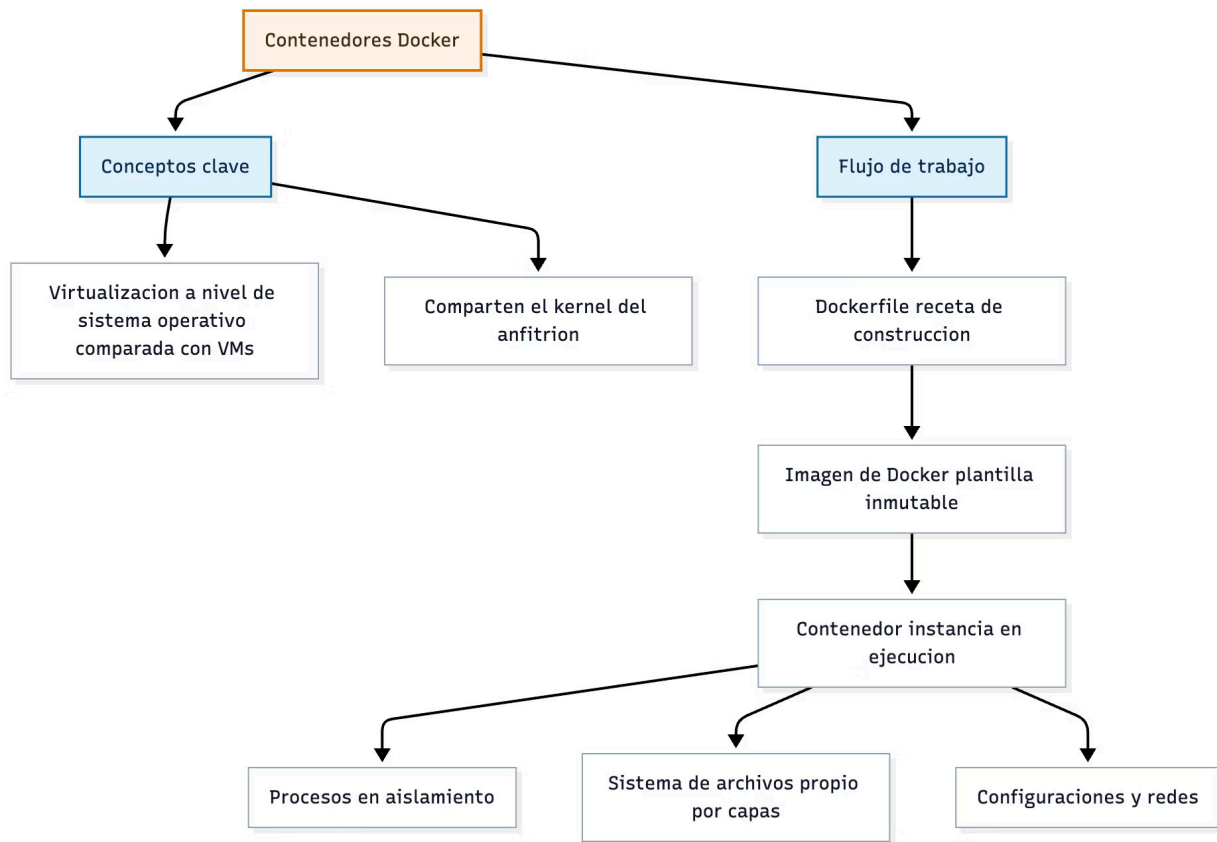 Contenedores Docker
Conceptos clave
Flujo de trabajo
Virtualizacion a nivel de
sistema operativo
comparada con VMs
Comparten el kernel del
anfitrion
Dockerfile receta de
construccion
Imagen de Docker plantilla
inmutable
Contenedor instancia en
ejecucion
Procesos en aislamiento
Sistema de archivos propio
por capas
Configuraciones y redes